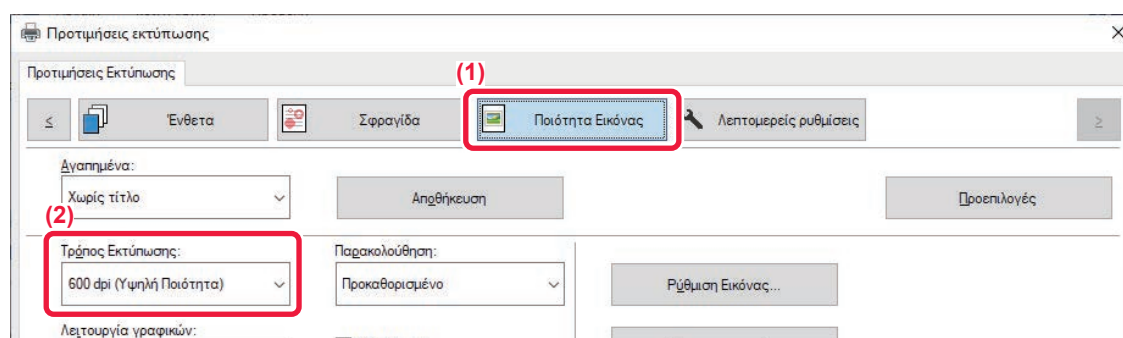 Προτιμήσεις εκτύπωσης
Προτιμήσεις Εκτύπωσης
(1)
≤ Ένθετα Σφραγίδα Ποιότητα Εικόνας Λεπτομερείς ρυθμίσεις ≥
Αγαπημένα:
Χωρίς τίτλο Αποθήκευση Προεπιλογές
(2)
Τρόπος Εκτύπωσης: Παρακολούθηση:
600 dpi (Υψηλή Ποιότητα) Προκαθορισμένο Ρύθμιση Εικόνας...
Λειτουργία γραφικών: